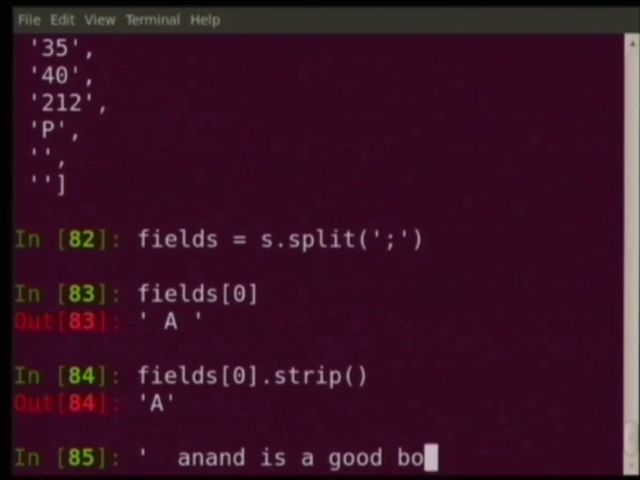 File Edit View Terminal Help
'35',
'40',
'212',
'P',
'',
'']
In [82]: fields = s.split(';')
In [83]: fields[0]
Out[83]: ' A '
In [84]: fields[0].strip()
Out[84]: 'A'
In [85]: '  anand is a good bo